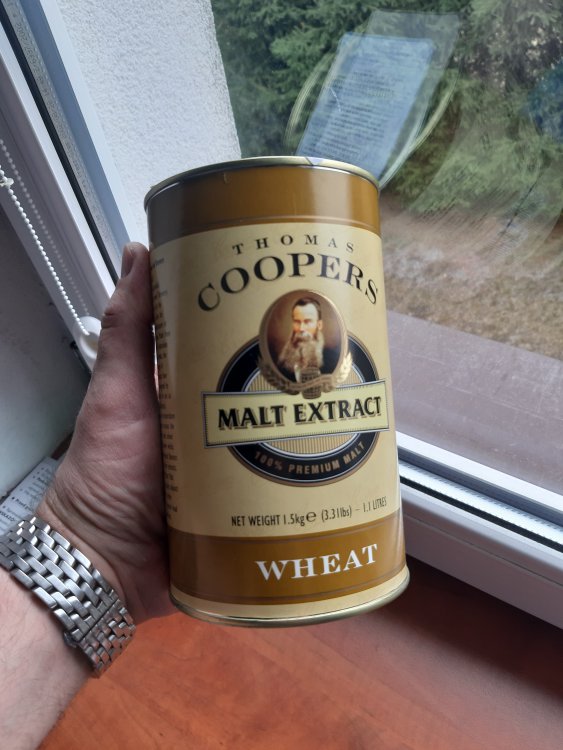 THOMAS
COOPERS
MALT EXTRACT
100% PREMIUM MALT
NET WEIGHT 1.5kg e (3.31lbs) - 1.1 LITRES
WHEAT